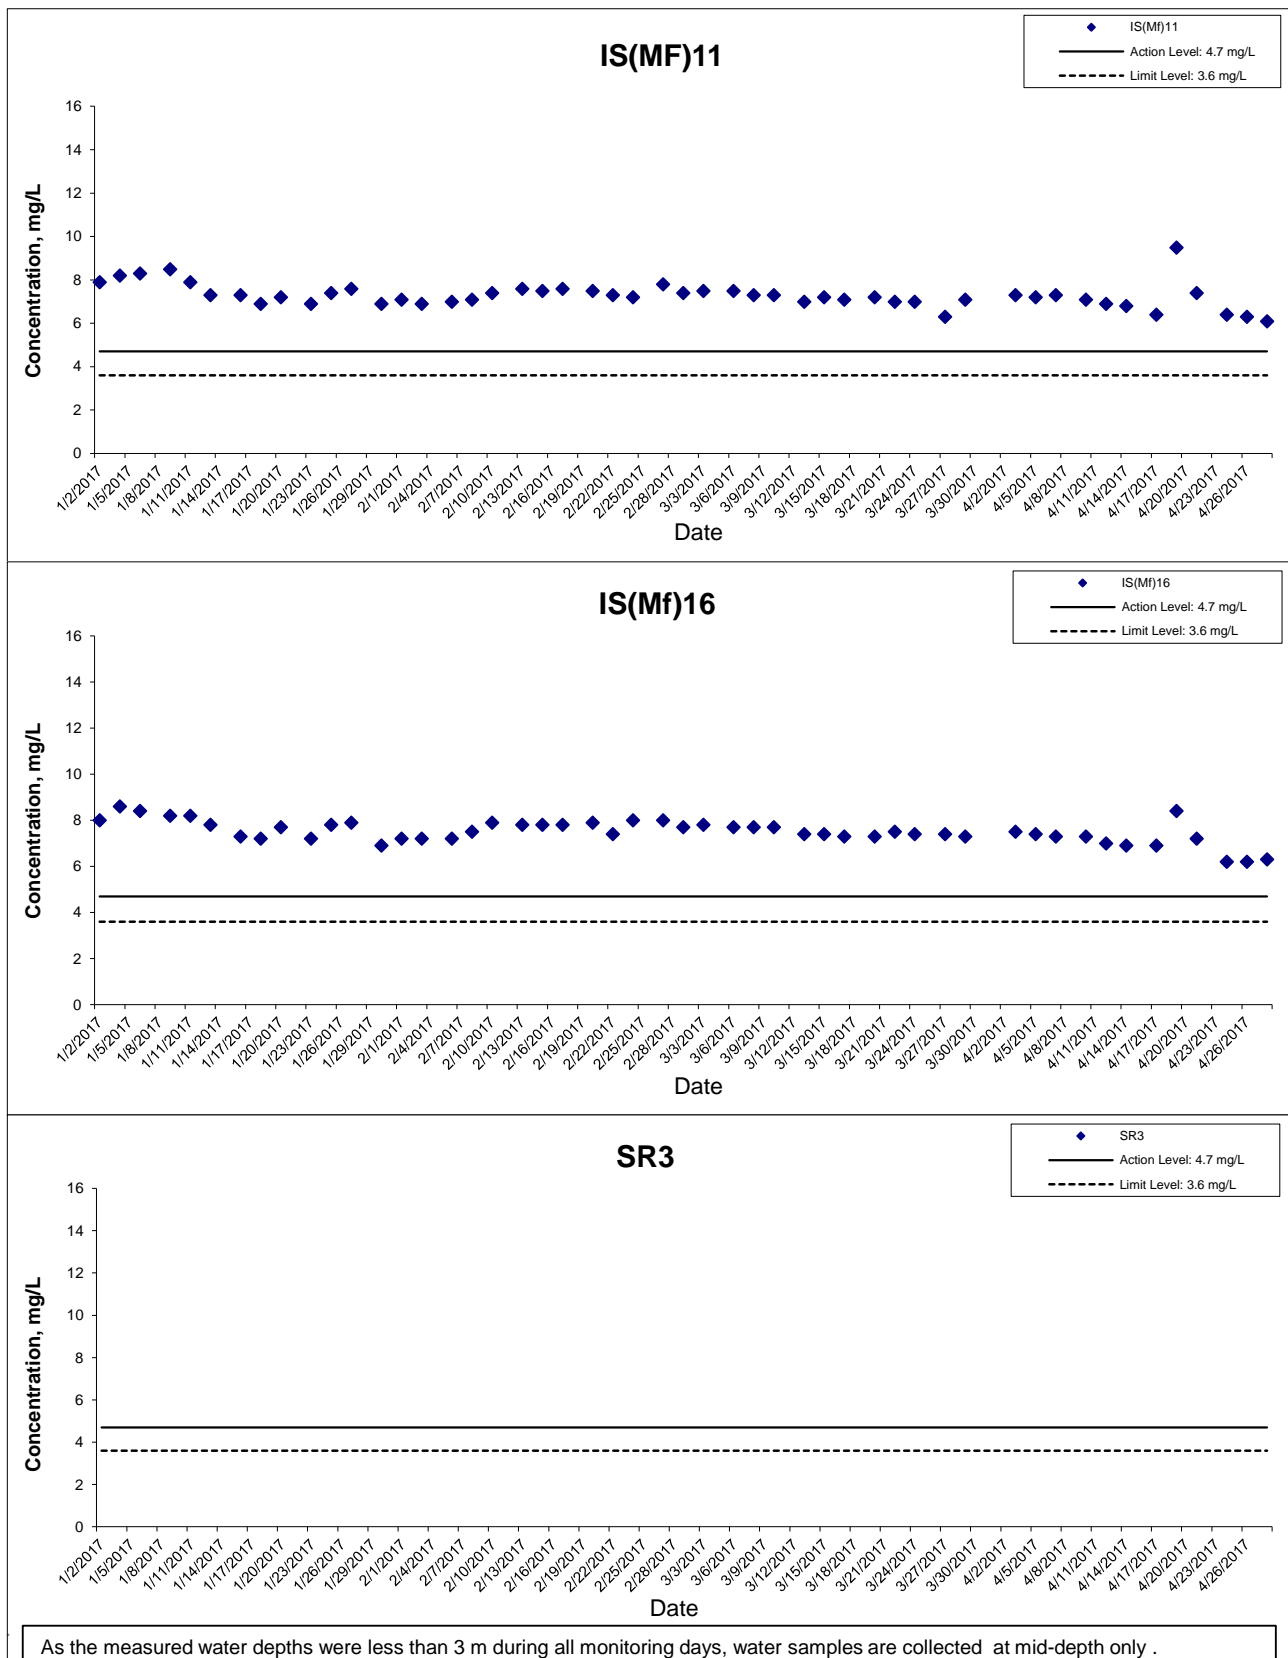 IS(MF)11
IS(Mf)11
Action Level: 4.7 mg/L
Limit Level: 3.6 mg/L
Concentration, mg/L
16
14
12
10
8
6
4
2
0
1/2/2017 1/5/2017 1/8/2017 1/11/2017 1/14/2017 1/17/2017 1/20/2017 1/23/2017 1/26/2017 1/29/2017 2/1/2017 2/4/2017 2/7/2017 2/10/2017 2/13/2017 2/16/2017 2/19/2017 2/22/2017 2/25/2017 2/28/2017 3/3/2017 3/6/2017 3/9/2017 3/12/2017 3/15/2017 3/18/2017 3/21/2017 3/24/2017 3/27/2017 3/30/2017 4/2/2017 4/5/2017 4/8/2017 4/11/2017 4/14/2017 4/17/2017 4/20/2017 4/23/2017 4/26/2017
Date
IS(Mf)16
IS(Mf)16
Action Level: 4.7 mg/L
Limit Level: 3.6 mg/L
Concentration, mg/L
16
14
12
10
8
6
4
2
0
1/2/2017 1/5/2017 1/8/2017 1/11/2017 1/14/2017 1/17/2017 1/20/2017 1/23/2017 1/26/2017 1/29/2017 2/1/2017 2/4/2017 2/7/2017 2/10/2017 2/13/2017 2/16/2017 2/19/2017 2/22/2017 2/25/2017 2/28/2017 3/3/2017 3/6/2017 3/9/2017 3/12/2017 3/15/2017 3/18/2017 3/21/2017 3/24/2017 3/27/2017 3/30/2017 4/2/2017 4/5/2017 4/8/2017 4/11/2017 4/14/2017 4/17/2017 4/20/2017 4/23/2017 4/26/2017
Date
SR3
SR3
Action Level: 4.7 mg/L
Limit Level: 3.6 mg/L
Concentration, mg/L
16
14
12
10
8
6
4
2
0
1/2/2017 1/5/2017 1/8/2017 1/11/2017 1/14/2017 1/17/2017 1/20/2017 1/23/2017 1/26/2017 1/29/2017 2/1/2017 2/4/2017 2/7/2017 2/10/2017 2/13/2017 2/16/2017 2/19/2017 2/22/2017 2/25/2017 2/28/2017 3/3/2017 3/6/2017 3/9/2017 3/12/2017 3/15/2017 3/18/2017 3/21/2017 3/24/2017 3/27/2017 3/30/2017 4/2/2017 4/5/2017 4/8/2017 4/11/2017 4/14/2017 4/17/2017 4/20/2017 4/23/2017 4/26/2017
Date
As the measured water depths were less than 3 m during all monitoring days, water samples are collected at mid-depth only .